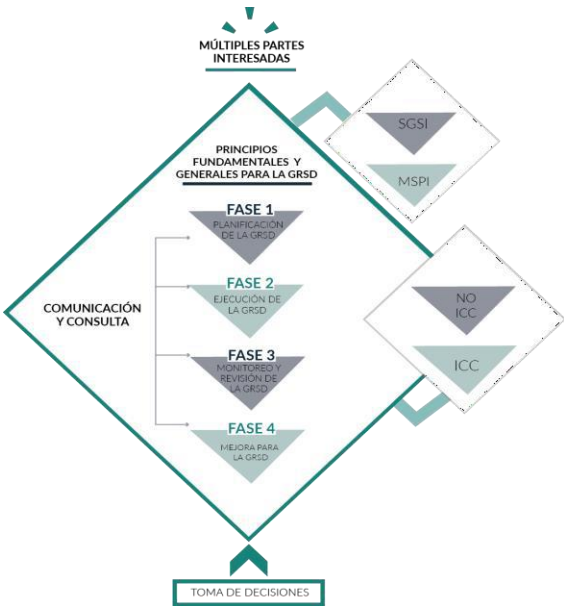 MÚLTIPLES PARTES
INTERESADAS
SGSI
MSPI
PRINCIPIOS
FUNDAMENTALES Y
GENERALES PARA LA GRSD
FASE 1
PLANIFICACIÓN
DE LA GRSD
FASE 2
EJECUCIÓN DE
LA GRSD
COMUNICACIÓN
Y CONSULTA
NO
ICC
ICC
FASE 3
MONITOREO Y
REVISIÓN DE
LA GRSD
FASE 4
MEJORA PARA
LA GRSD
TOMA DE DECISIONES